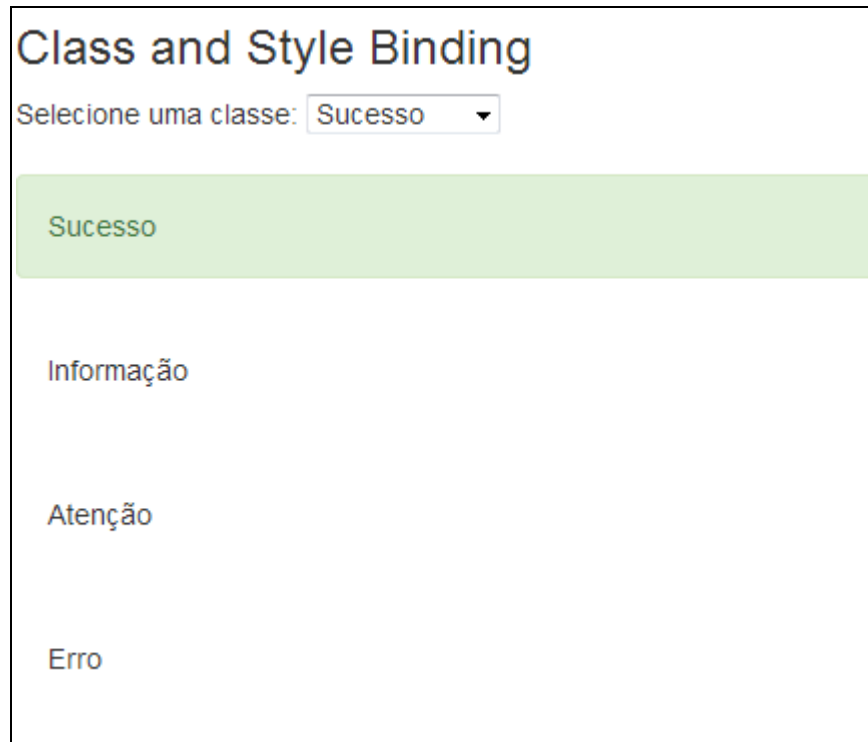 Class and Style Binding
Selecione uma classe: Sucesso
Sucesso
Informação
Atenção
Erro